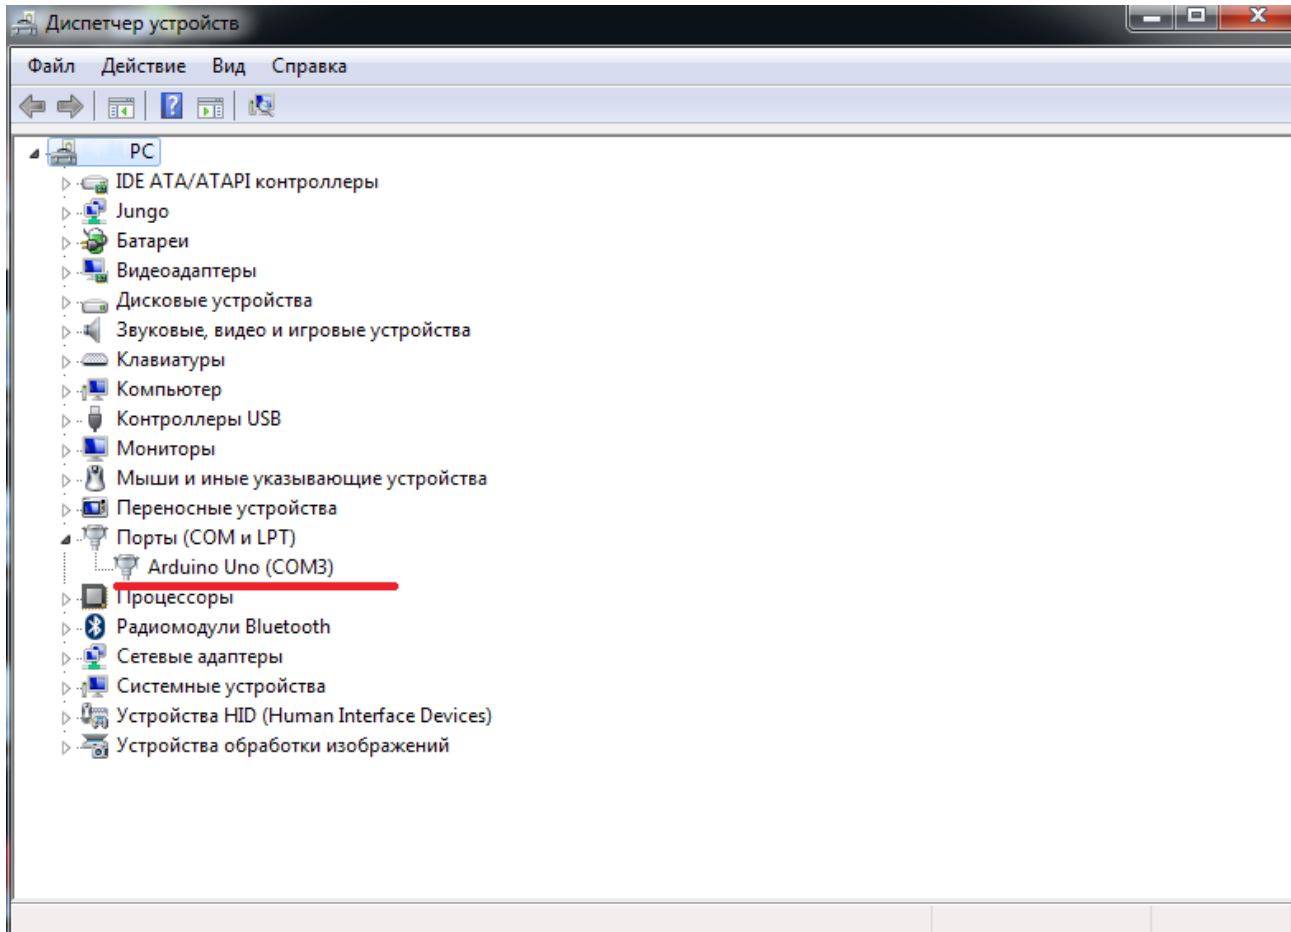 Диспетчер устройств
Файл Действие Вид Справка
PC
IDE ATA/ATAPI контроллеры
Jungo
Батареи
Видеоадаптеры
Дисковые устройства
Звуковые, видео и игровые устройства
Клавиатуры
Компьютер
Контроллеры USB
Мониторы
Мыши и иные указывающие устройства
Переносные устройства
Порты (COM и LPT)
Arduino Uno (COM3)
Процессоры
Радиомодули Bluetooth
Сетевые адаптеры
Системные устройства
Устройства HID (Human Interface Devices)
Устройства обработки изображений